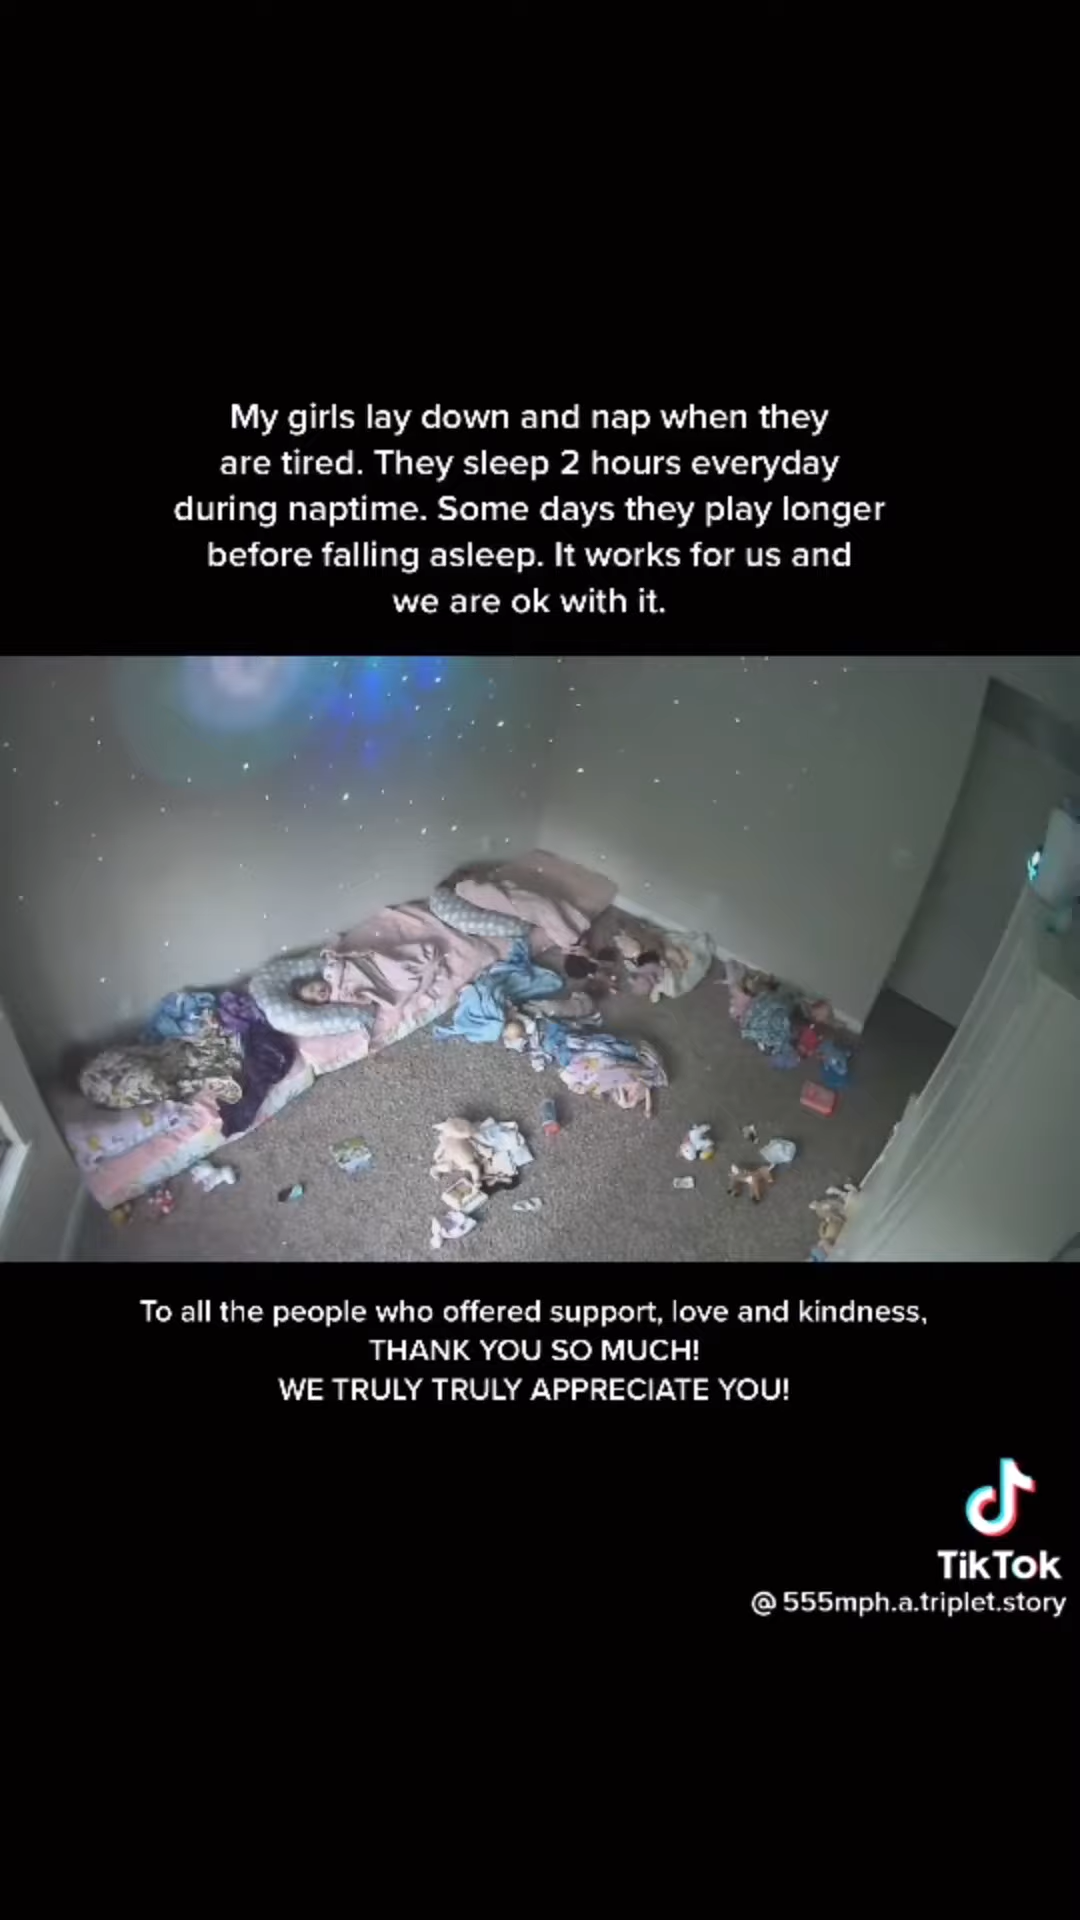 My girls lay down and nap when they
are tired. They sleep 2 hours everyday
during naptime. Some days they play longer
before falling asleep. It works for us and
we are ok with it.
To all the people who offered support, love and kindness,
THANK YOU SO MUCH!
WE TRULY TRULY APPRECIATE YOU!
TikTok
@555mph.a.triplet.story